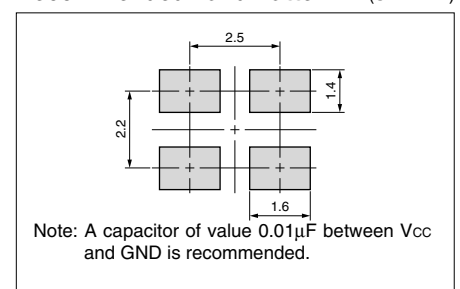 2.5
1.4
2.2
1.6
Note: A capacitor of value 0.01µF between Vcc
and GND is recommended.